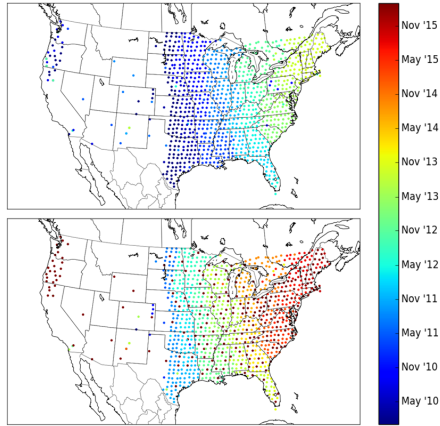 Nov '15
May '15
Nov '14
May '14
Nov '13
May '13
Nov '12
May '12
Nov '11
May '11
Nov '10
May '10